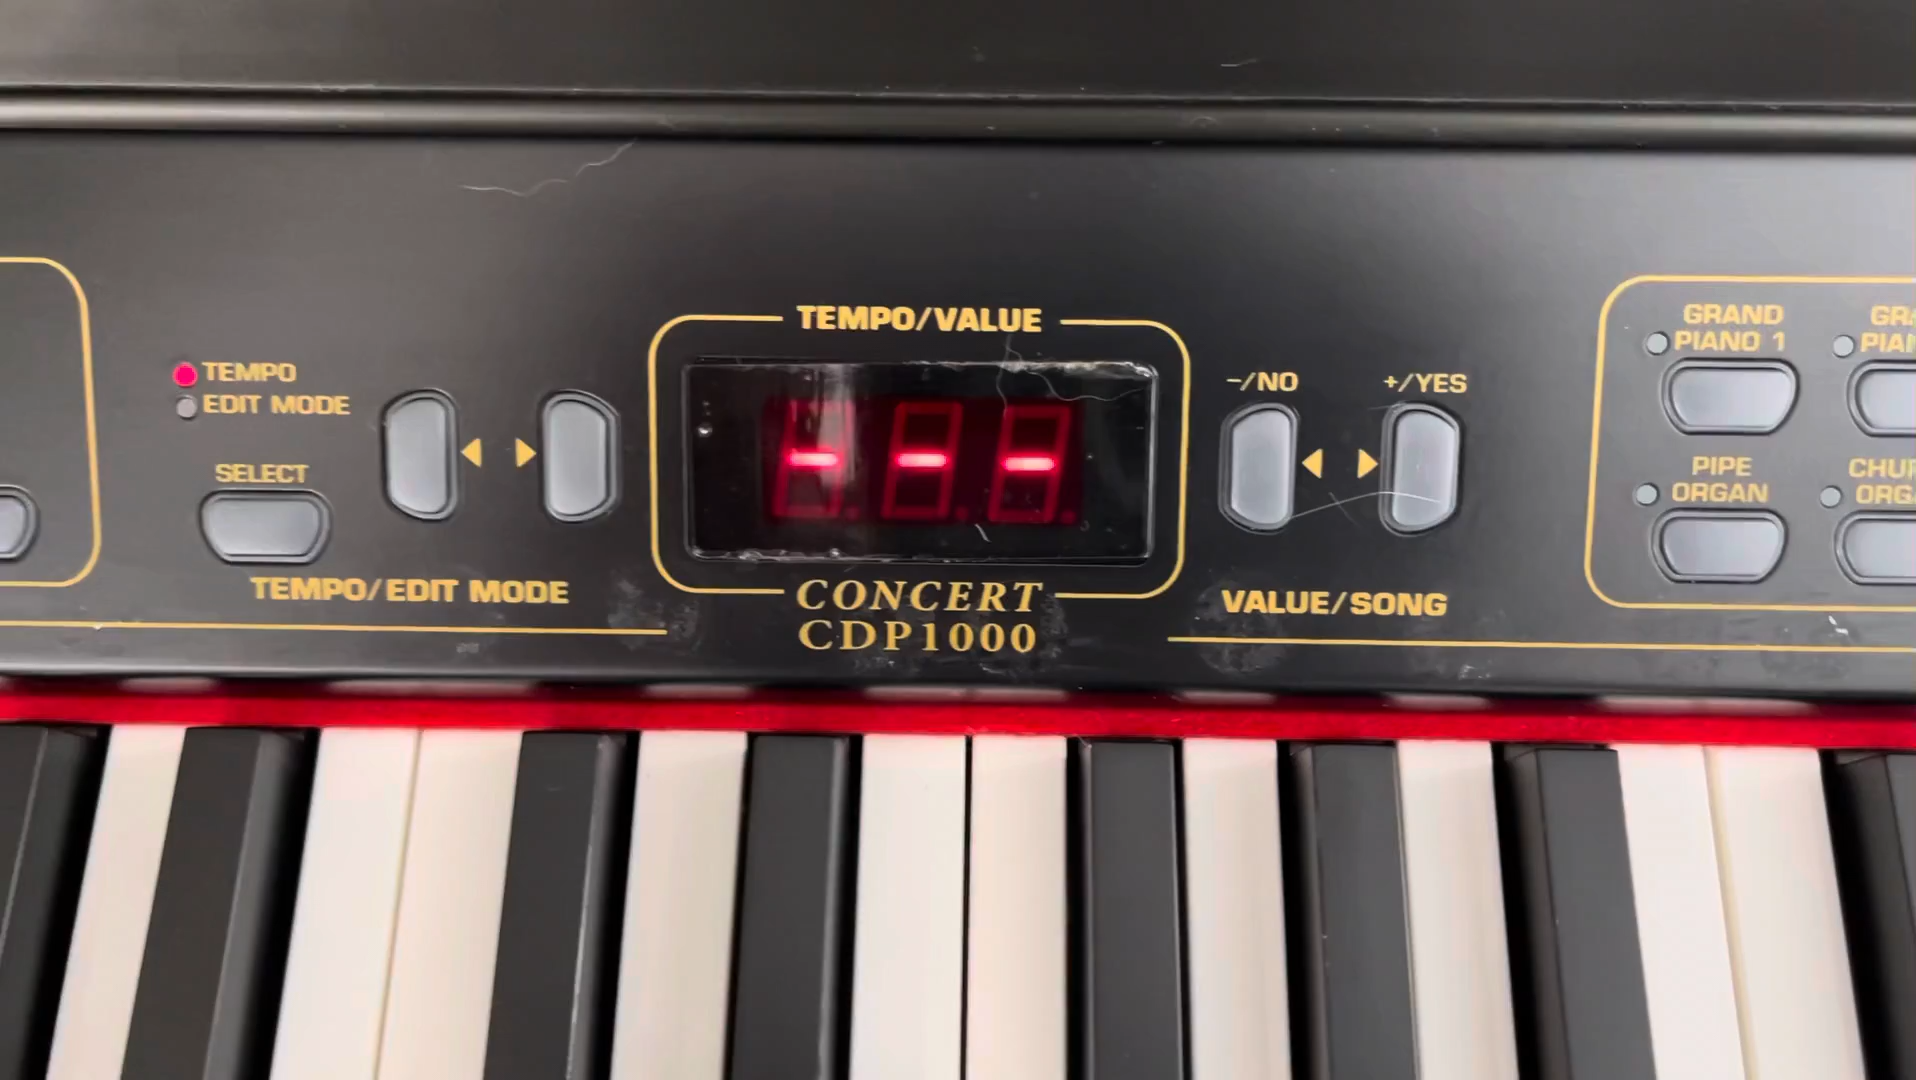 TEMPO/VALUE
TEMPO
EDIT MODE
SELECT
TEMPO/EDIT MODE
---
CONCERT
CDP1000
-/NO
+/YES
VALUE/SONG
GRAND
PIANO 1
PIPE
ORGAN